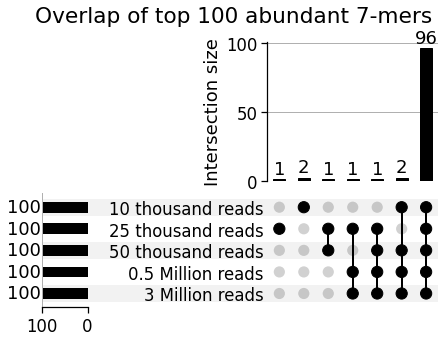 Overlap of top 100 abundant 7-mers
Intersection size
100
50
0
1 2 1 1 1 2 96
100 10 thousand reads
100 25 thousand reads
100 50 thousand reads
100 0.5 Million reads
100 3 Million reads
100 0